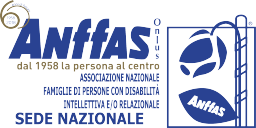 ANFFAS
Onlus
dal 1958 la persona al centro
ASSOCIAZIONE NAZIONALE
FAMIGLIE DI PERSONE CON DISABILITÀ
INTELLETTIVA E/O RELAZIONALE
SEDE NAZIONALE
ANFFAS